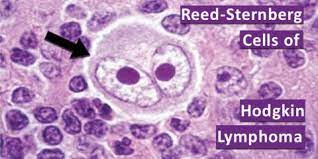 Reed-Sternberg
Cells of
Hodgkin
Lymphoma